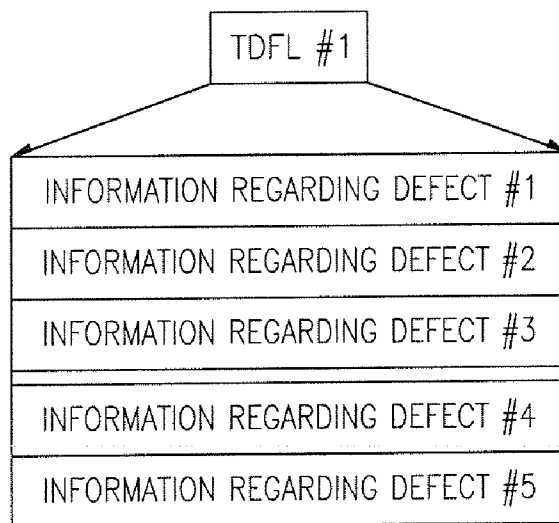 TDFL #1
INFORMATION REGARDING DEFECT #1
INFORMATION REGARDING DEFECT #2
INFORMATION REGARDING DEFECT #3
INFORMATION REGARDING DEFECT #4
INFORMATION REGARDING DEFECT #5